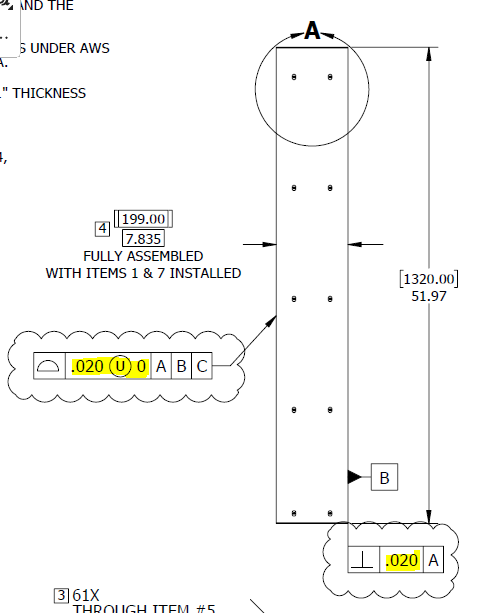 AND THE
S UNDER AWS
A.
" THICKNESS
4,
A
4 [199.00]
7.835
FULLY ASSEMBLED
WITH ITEMS 1 & 7 INSTALLED
[1320.00]
51.97
⌓ .020 Ⓤ 0 A B C
B
⊥ .020 A
3 61X
THROUGH ITEM #5